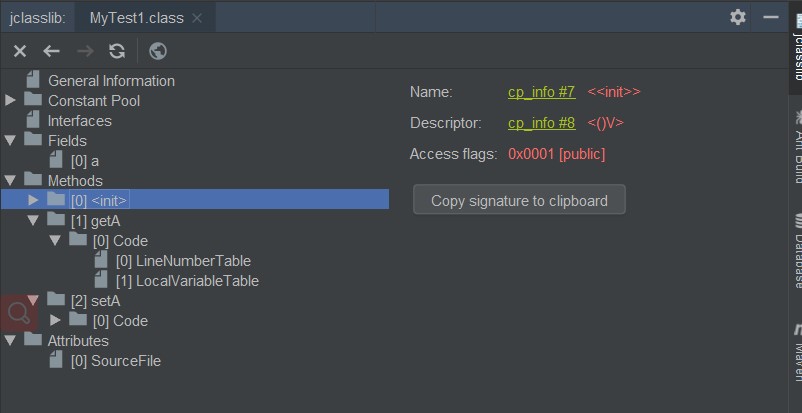 jclasslib: MyTest1.class
General Information
Constant Pool
Interfaces
Fields
[0] a
Methods
[0] <init>
[1] getA
[0] Code
[0] LineNumberTable
[1] LocalVariableTable
[2] setA
[0] Code
Attributes
[0] SourceFile
Name: cp_info #7 <<init>>
Descriptor: cp_info #8 <()V>
Access flags: 0x0001 [public]
Copy signature to clipboard
jclasslib
Ant Build
Database
Maven